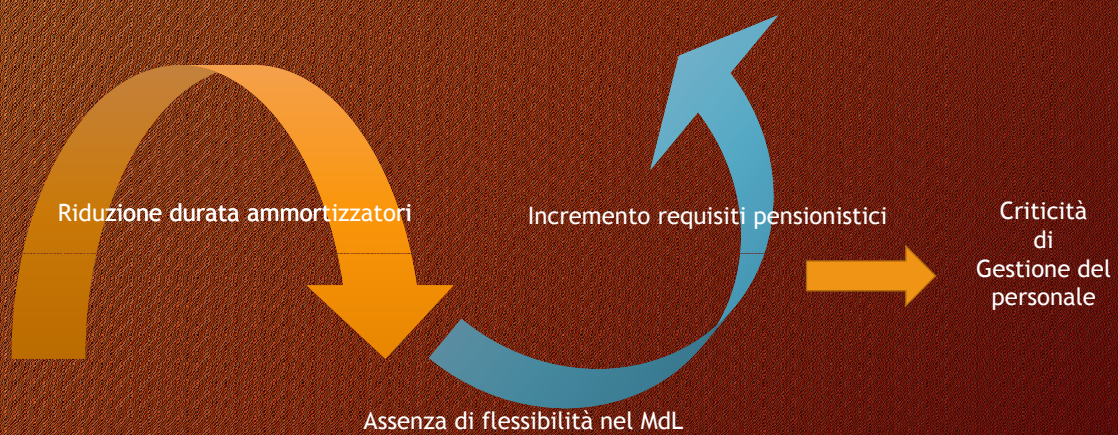 Riduzione durata ammortizzatori
Incremento requisiti pensionistici
Criticità
di
Gestione del
personale
Assenza di flessibilità nel MdL